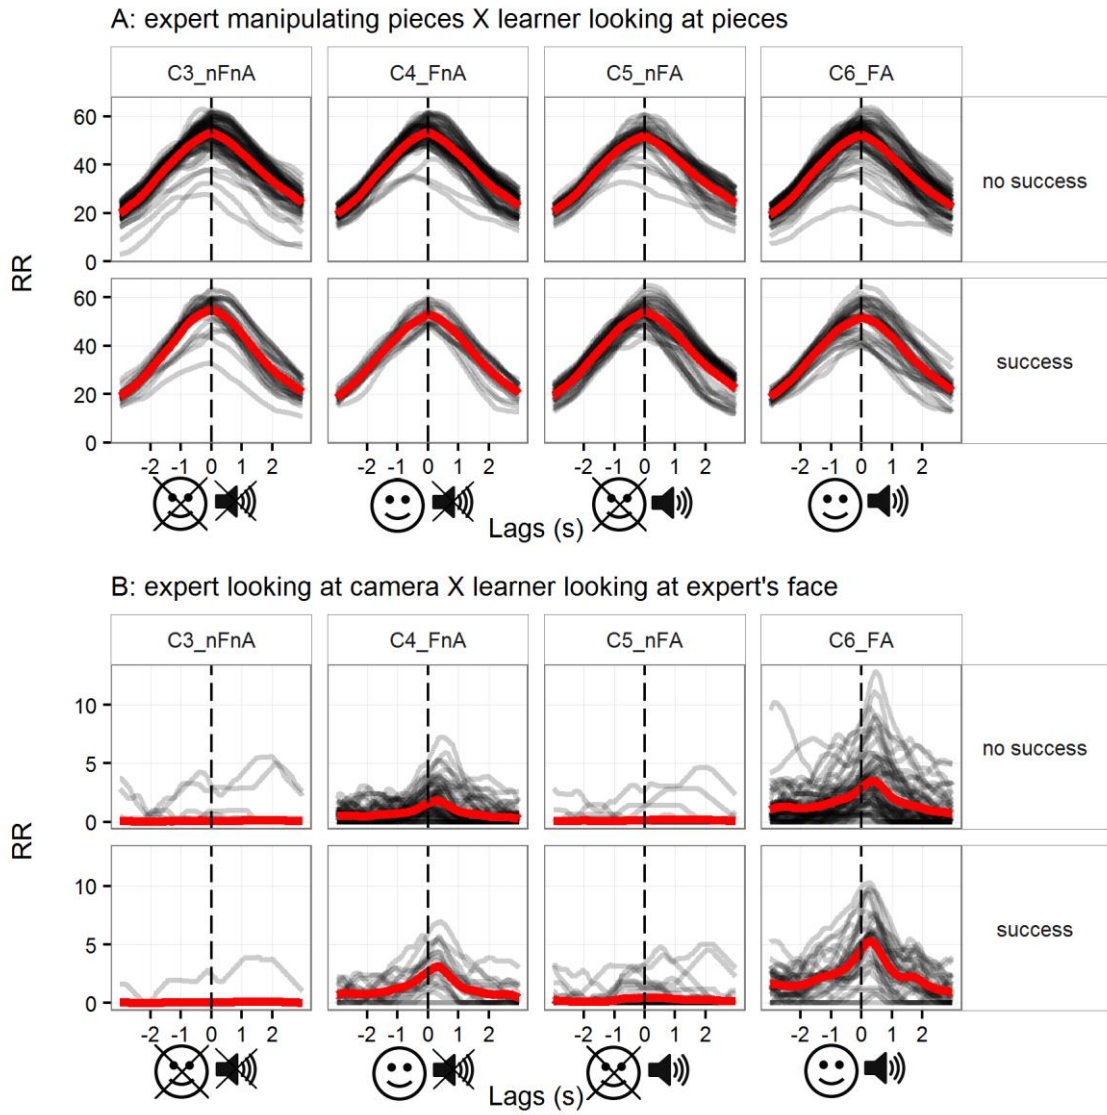 A: expert manipulating pieces X learner looking at pieces
C3_nFnA C4_FnA C5_nFA C6_FA
60
40
20
0
no success
60
40
20
0
success
RR
-2 -1 0 1 2 -2 -1 0 1 2 -2 -1 0 1 2 -2 -1 0 1 2
Lags (s)
B: expert looking at camera X learner looking at expert's face
C3_nFnA C4_FnA C5_nFA C6_FA
10
5
0
no success
10
5
0
success
RR
-2 -1 0 1 2 -2 -1 0 1 2 -2 -1 0 1 2 -2 -1 0 1 2
Lags (s)